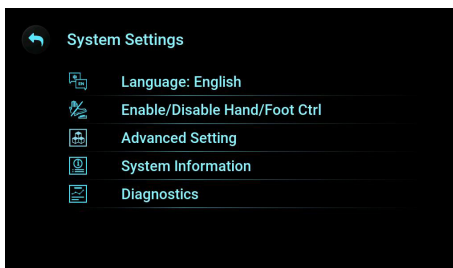 System Settings
Language: English
Enable/Disable Hand/Foot Ctrl
Advanced Setting
System Information
Diagnostics